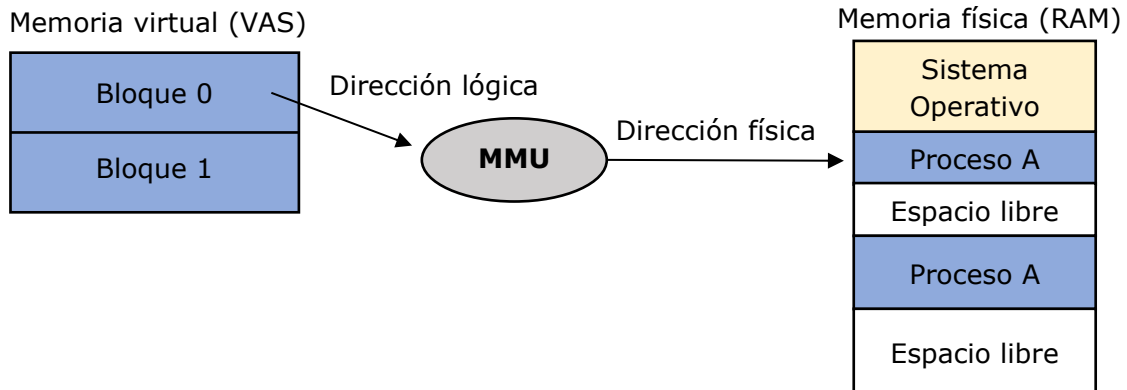 Memoria virtual (VAS)
Bloque 0
Bloque 1
Dirección lógica
MMU
Dirección física
Memoria física (RAM)
Sistema
Operativo
Proceso A
Espacio libre
Proceso A
Espacio libre